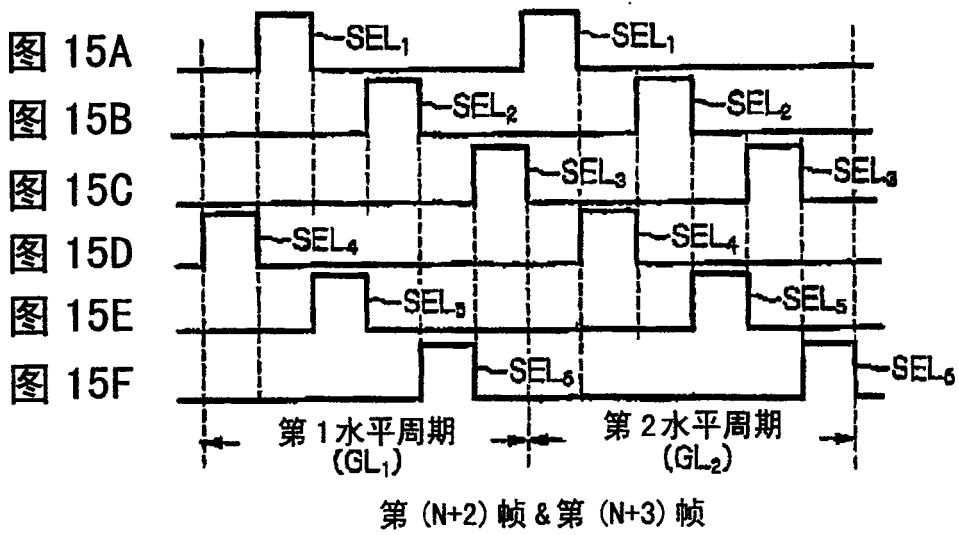 图 15A SEL₁ SEL₁
图 15B SEL₂ SEL₂
图 15C SEL₃ SEL₃
图 15D SEL₄ SEL₄
图 15E SEL₅ SEL₅
图 15F SEL₆ SEL₆
第1水平周期 第2水平周期
(GL₁) (GL₂)
第 (N+2) 帧 & 第 (N+3) 帧